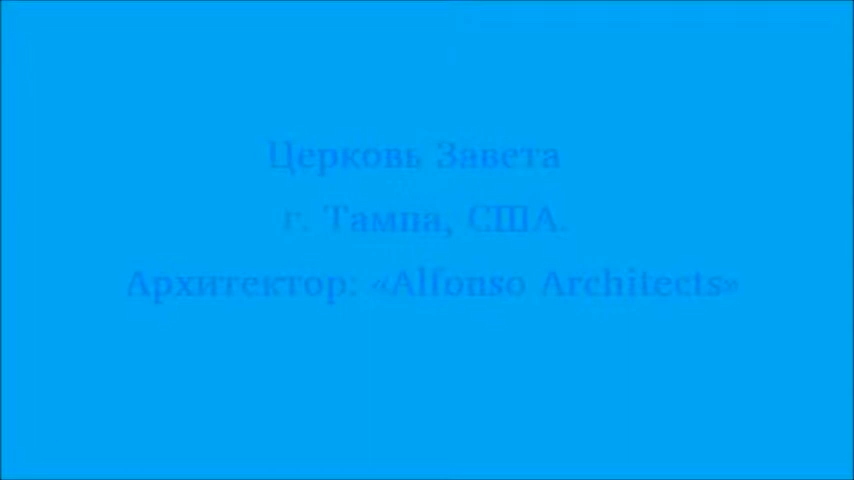 Церковь Завета
г. Тампа, США.
Архитектор: «Alfonso Architects»